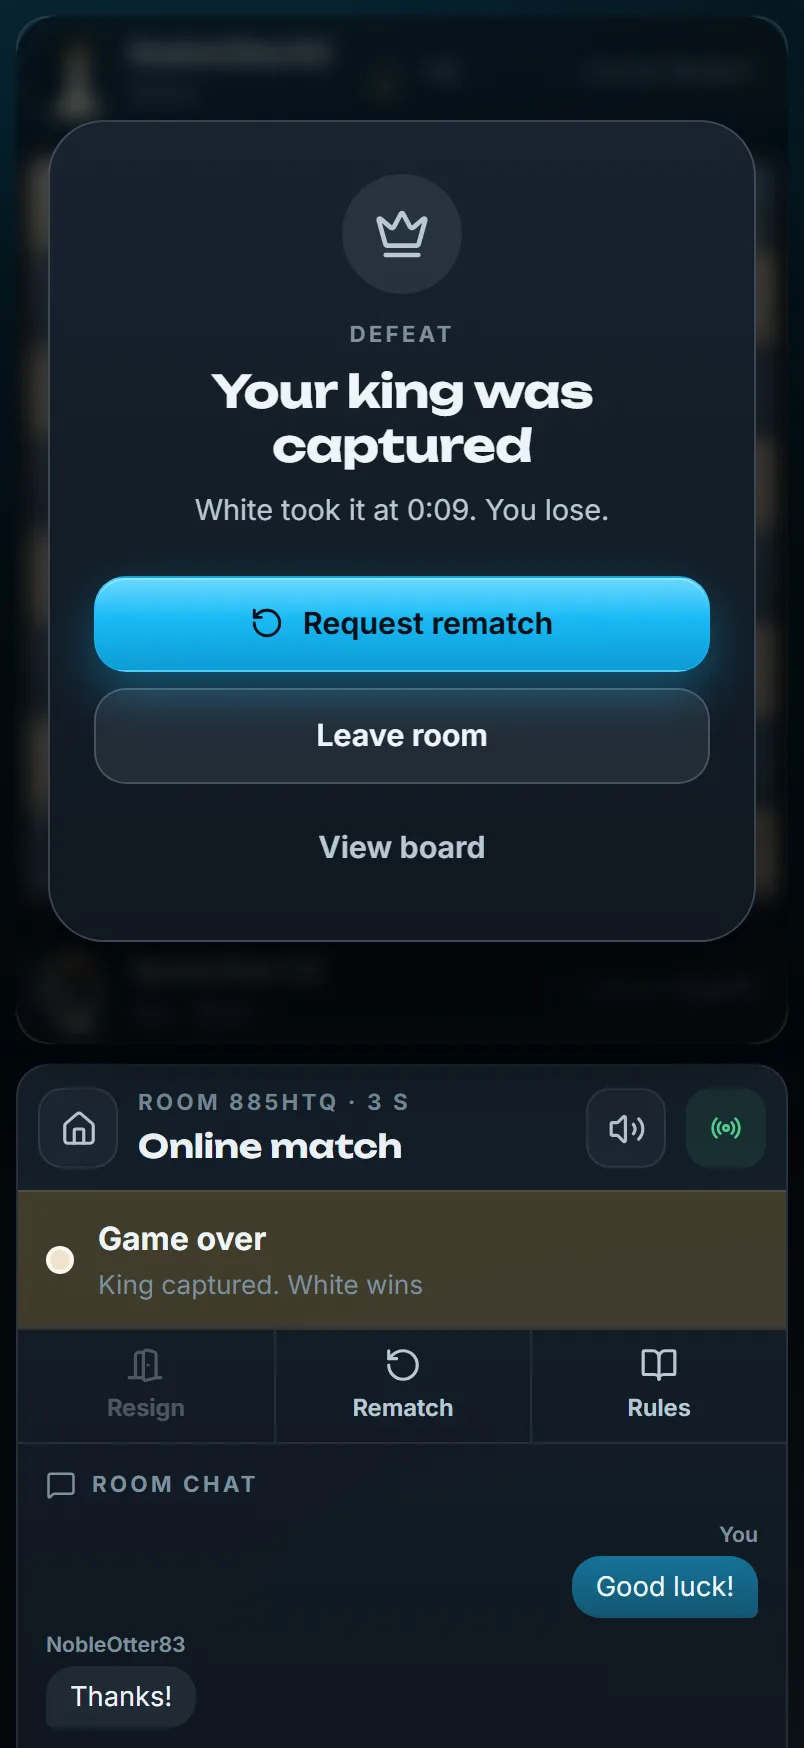 DEFEAT
Your king was
captured
White took it at 0:09. You lose.
Request rematch
Leave room
View board
ROOM 885HTQ · 3 S
Online match
Game over
King captured. White wins
Resign
Rematch
Rules
ROOM CHAT
You
Good luck!
NobleOtter83
Thanks!